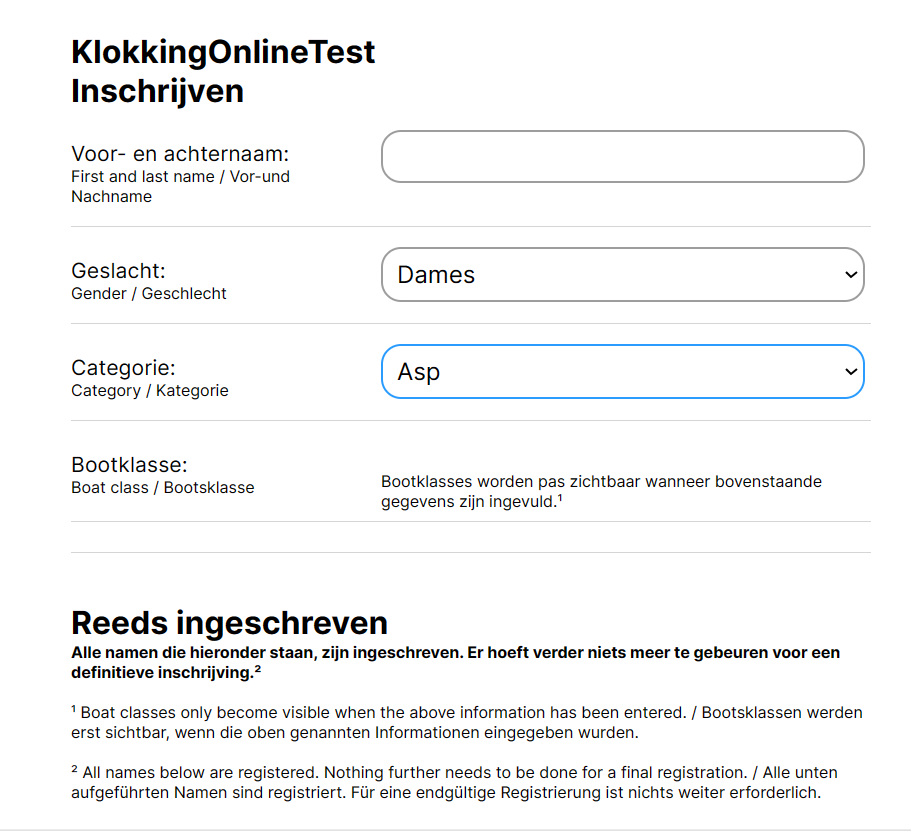 KlokkingOnlineTest
Inschrijven
Voor- en achternaam:
First and last name / Vor-und
Nachname
Geslacht:
Gender / Geschlecht
Dames
Categorie:
Category / Kategorie
Asp
Bootklasse:
Boat class / Bootsklasse
Bootklasses worden pas zichtbaar wanneer bovenstaande
gegevens zijn ingevuld.¹
Reeds ingeschreven
Alle namen die hieronder staan, zijn ingeschreven. Er hoeft verder niets meer te gebeuren voor een
definitieve inschrijving.²
¹ Boat classes only become visible when the above information has been entered. / Bootsklassen werden
erst sichtbar, wenn die oben genannten Informationen eingegeben wurden.
² All names below are registered. Nothing further needs to be done for a final registration. / Alle unten
aufgeführten Namen sind registriert. Für eine endgültige Registrierung ist nichts weiter erforderlich.